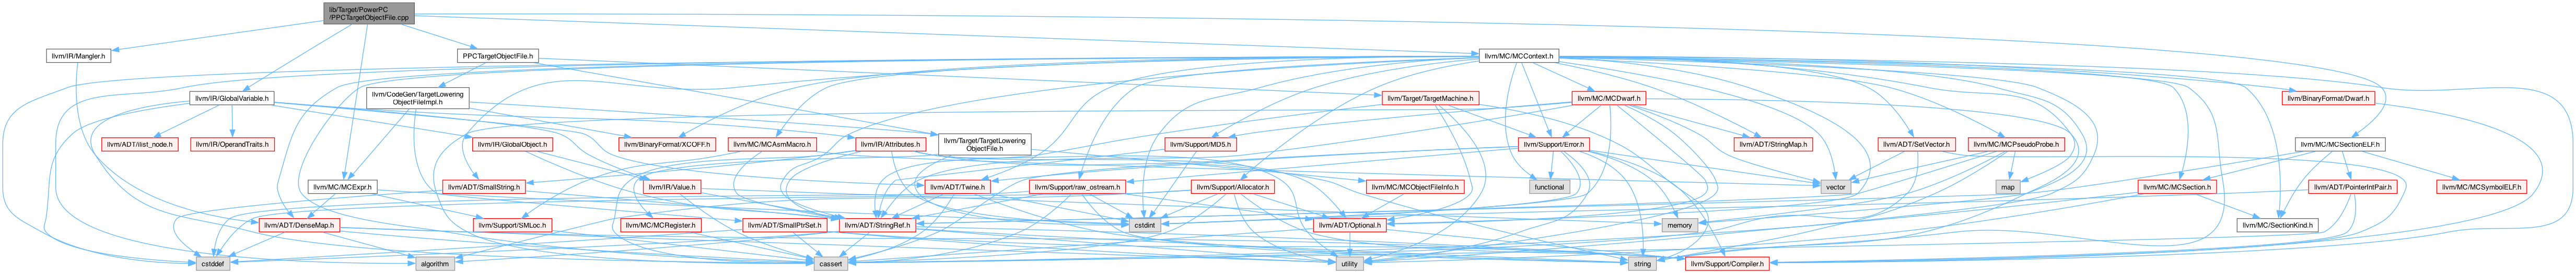 lib/Target/PowerPC
/PPCTargetObjectFile.cpp
llvm/IR/Mangler.h
PPCTargetObjectFile.h
llvm/MC/MCContext.h
llvm/IR/GlobalVariable.h
llvm/CodeGen/TargetLowering
ObjectFileImpl.h
llvm/Target/TargetMachine.h
llvm/MC/MCDwarf.h
llvm/BinaryFormat/Dwarf.h
llvm/ADT/ilist_node.h
llvm/IR/OperandTraits.h
llvm/IR/GlobalObject.h
llvm/BinaryFormat/XCOFF.h
llvm/MC/MCAsmMacro.h
llvm/IR/Attributes.h
llvm/Target/TargetLowering
ObjectFile.h
llvm/Support/MD5.h
llvm/Support/Error.h
llvm/ADT/StringMap.h
llvm/ADT/SetVector.h
llvm/MC/MCPseudoProbe.h
llvm/MC/MCSectionELF.h
llvm/MC/MCExpr.h
llvm/ADT/SmallString.h
llvm/IR/Value.h
llvm/ADT/Twine.h
llvm/Support/raw_ostream.h
llvm/Support/Allocator.h
llvm/MC/MCObjectFileInfo.h
functional
vector
map
llvm/MC/MCSection.h
llvm/ADT/PointerIntPair.h
llvm/MC/MCSymbolELF.h
llvm/ADT/DenseMap.h
llvm/Support/SMLoc.h
llvm/MC/MCRegister.h
llvm/ADT/SmallPtrSet.h
llvm/ADT/StringRef.h
cstdint
llvm/ADT/Optional.h
memory
llvm/MC/SectionKind.h
cstddef
algorithm
cassert
utility
string
llvm/Support/Compiler.h